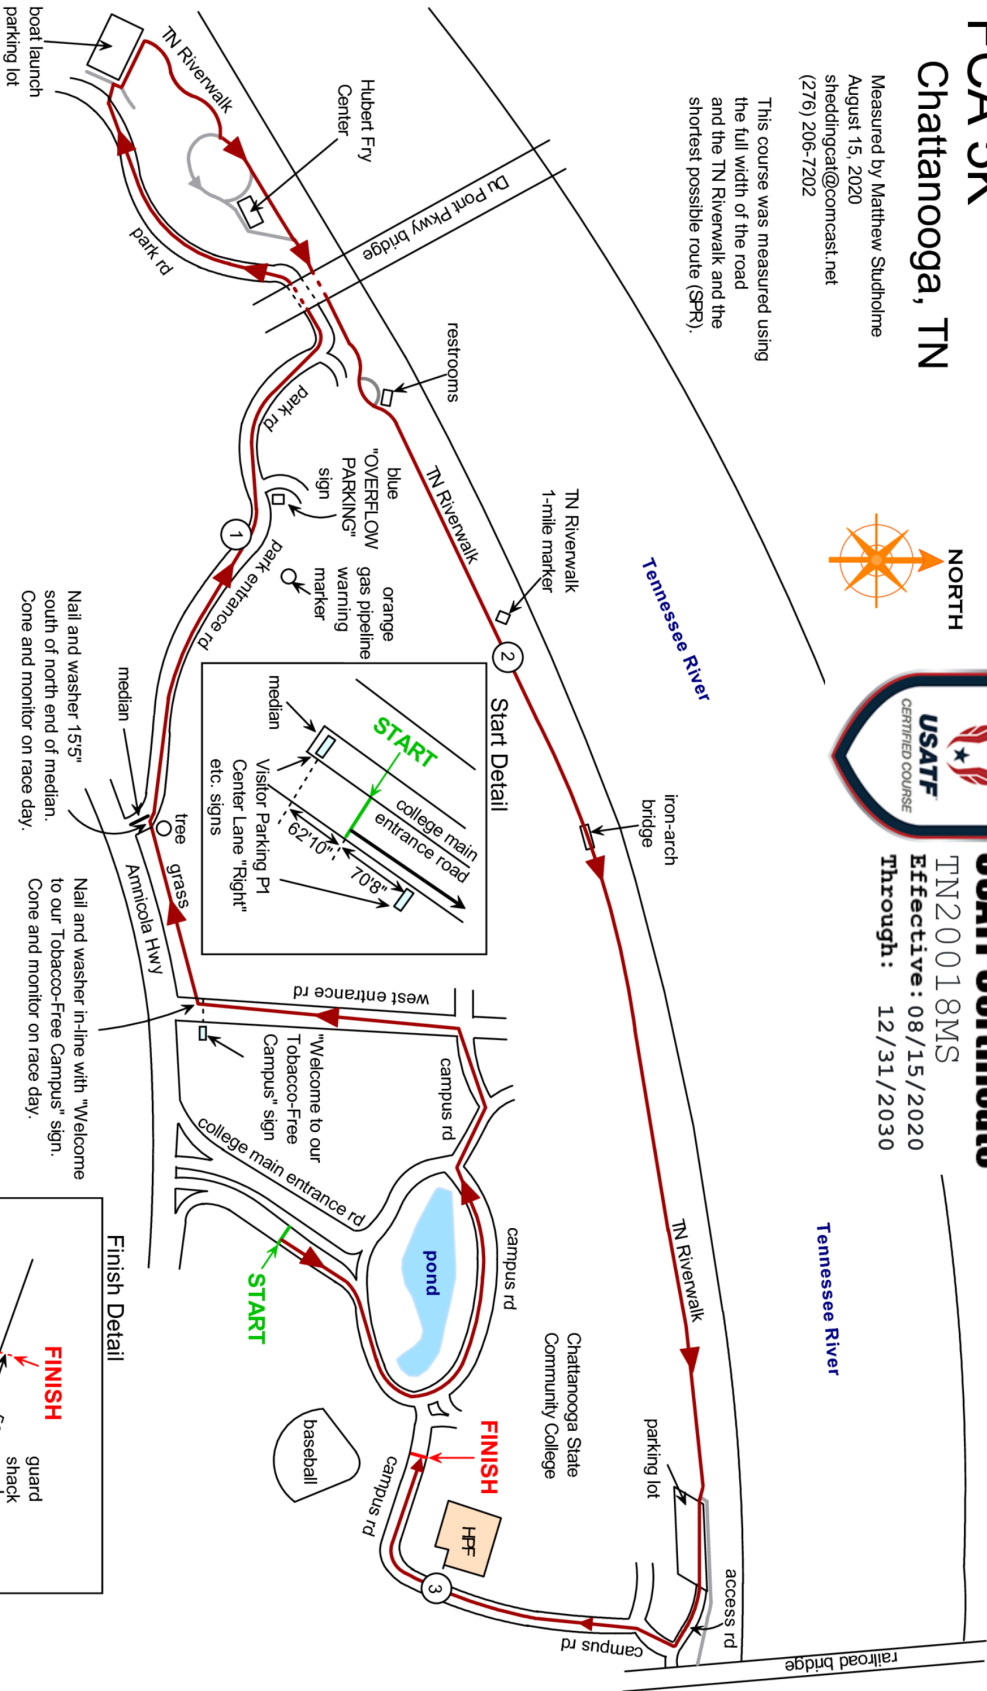 FCA 5K
Chattanooga, TN
Measured by Matthew Studholme
August 15, 2020
sheddingcat@comcast.net
(276) 206-7202
This course was measured using
the full width of the road
and the TN Riverwalk and the
shortest possible route (SPR).
NORTH
USATF
CERTIFIED COURSE
USATF Certificate
TN20018MS
Effective: 08/15/2020
Through: 12/31/2030
Tennessee River
Tennessee River
boat launch
parking lot
TN Riverwalk
Hubert Fry
Center
park rd
Du Pont Pkwy bridge
restrooms
park rd
TN Riverwalk
blue
"OVERFLOW
PARKING"
sign
1
park entrance rd
orange
gas pipeline
warning
marker
TN Riverwalk
1-mile marker
2
iron-arch
bridge
Start Detail
START
median
college main
entrance road
62'10"
70'8"
Visitor Parking P1
Center Lane "Right"
etc. signs
Nail and washer 15'5"
south of north end of median.
Cone and monitor on race day.
median
tree
grass
Amnicola Hwy
Nail and washer in-line with "Welcome
to our Tobacco-Free Campus" sign.
Cone and monitor on race day.
west entrance rd
"Welcome to our
Tobacco-Free
Campus" sign
campus rd
college main entrance rd
START
pond
campus rd
TN Riverwalk
Chattanooga State
Community College
FINISH
baseball
campus rd
HPF
3
parking lot
access rd
campus rd
railroad bridge
Finish Detail
FINISH
guard
shack